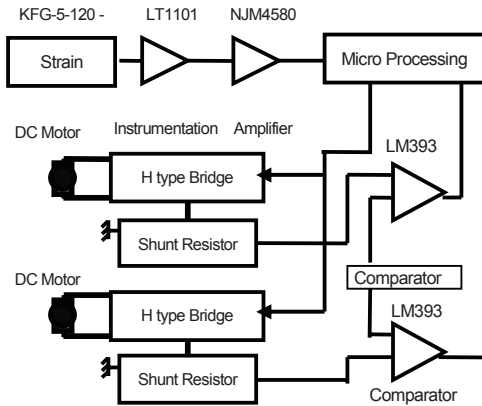 KFG-5-120 - LT1101 NJM4580
Strain
Micro Processing
DC Motor Instrumentation Amplifier
LM393
H type Bridge
Shunt Resistor
Comparator
DC Motor
LM393
H type Bridge
Shunt Resistor
Comparator